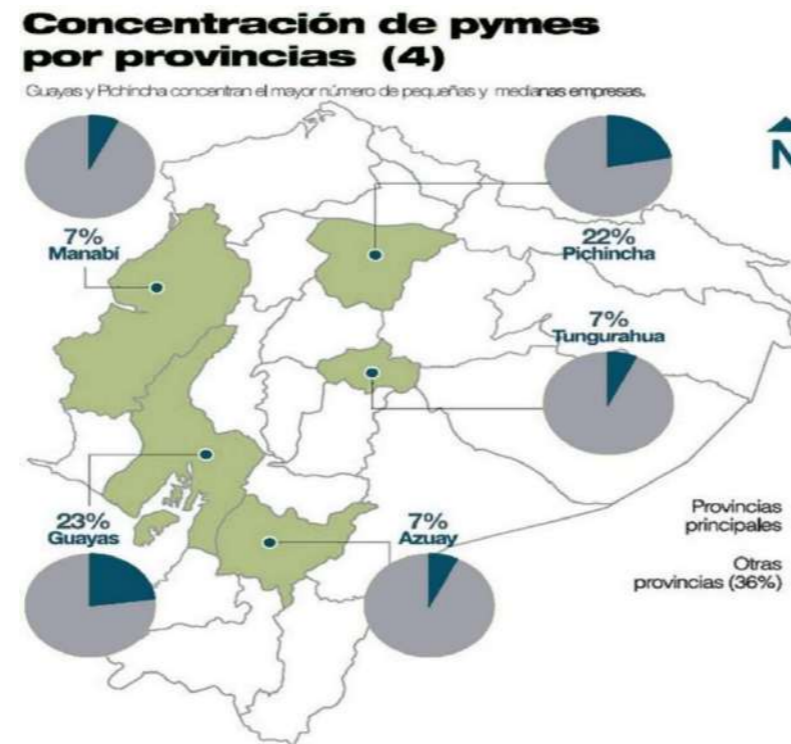 Concentración de pymes
por provincias (4)
Guayas y Pichincha concentran el mayor número de pequeñas y medianas empresas.
N
7%
Manabí
22%
Pichincha
7%
Tungurahua
23%
Guayas
7%
Azuay
Provincias
principales
Otras
provincias (36%)